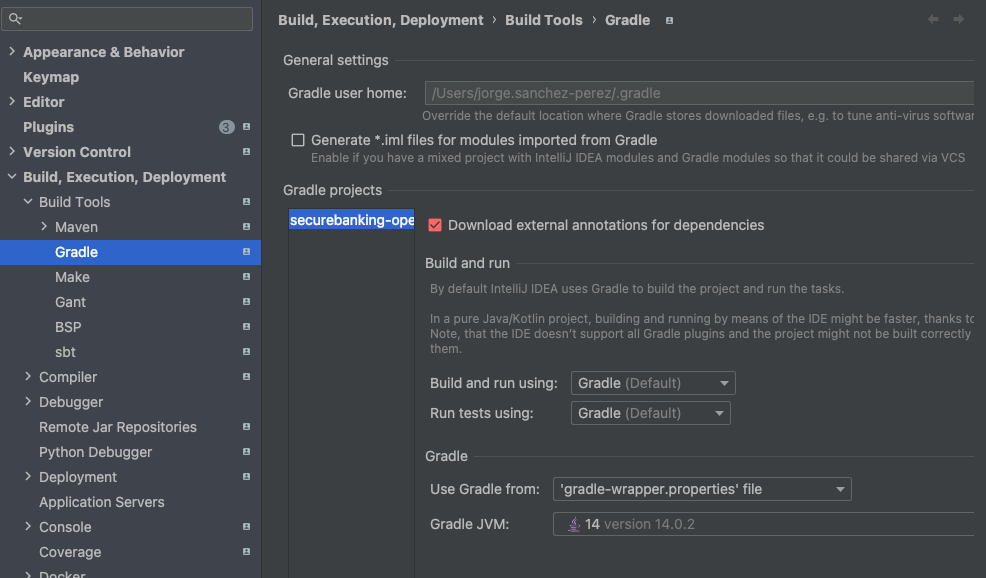 Appearance & Behavior
Keymap
Editor
Plugins 3
Version Control
Build, Execution, Deployment
Build Tools
Maven
Gradle
Make
Gant
BSP
sbt
Compiler
Debugger
Remote Jar Repositories
Python Debugger
Deployment
Application Servers
Console
Coverage
Docker
Build, Execution, Deployment › Build Tools › Gradle
General settings
Gradle user home: /Users/jorge.sanchez-perez/.gradle
Override the default location where Gradle stores downloaded files, e.g. to tune anti-virus softwar
Generate *.iml files for modules imported from Gradle
Enable if you have a mixed project with IntelliJ IDEA modules and Gradle modules so that it could be shared via VCS
Gradle projects
securebanking-ope
Download external annotations for dependencies
Build and run
By default IntelliJ IDEA uses Gradle to build the project and run the tasks.
In a pure Java/Kotlin project, building and running by means of the IDE might be faster, thanks to
Note, that the IDE doesn't support all Gradle plugins and the project might not be built correctly
them.
Build and run using: Gradle (Default)
Run tests using: Gradle (Default)
Gradle
Use Gradle from: 'gradle-wrapper.properties' file
Gradle JVM: 14 version 14.0.2